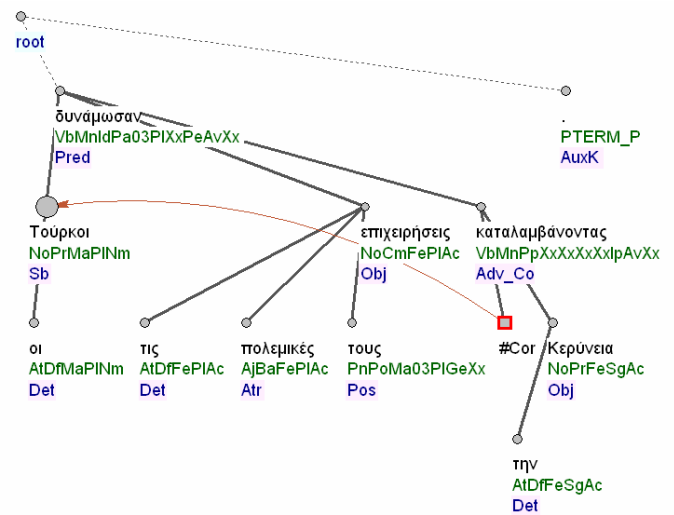 root
δυνάμωσαν
VbMnIdPa03PlXxPeAvXx
Pred
.
PTERM_P
AuxK
Τούρκοι
NoPrMaPlNm
Sb
επιχειρήσεις
NoCmFePlAc
Obj
καταλαμβάνοντας
VbMnPpXxXxXxXxIpAvXx
Adv_Co
οι
AtDfMaPlNm
Det
τις
AtDfFePlAc
Det
πολεμικές
AjBaFePlAc
Atr
τους
PnPoMa03PlGeXx
Pos
#Cor
Κερύνεια
NoPrFeSgAc
Obj
την
AtDfFeSgAc
Det